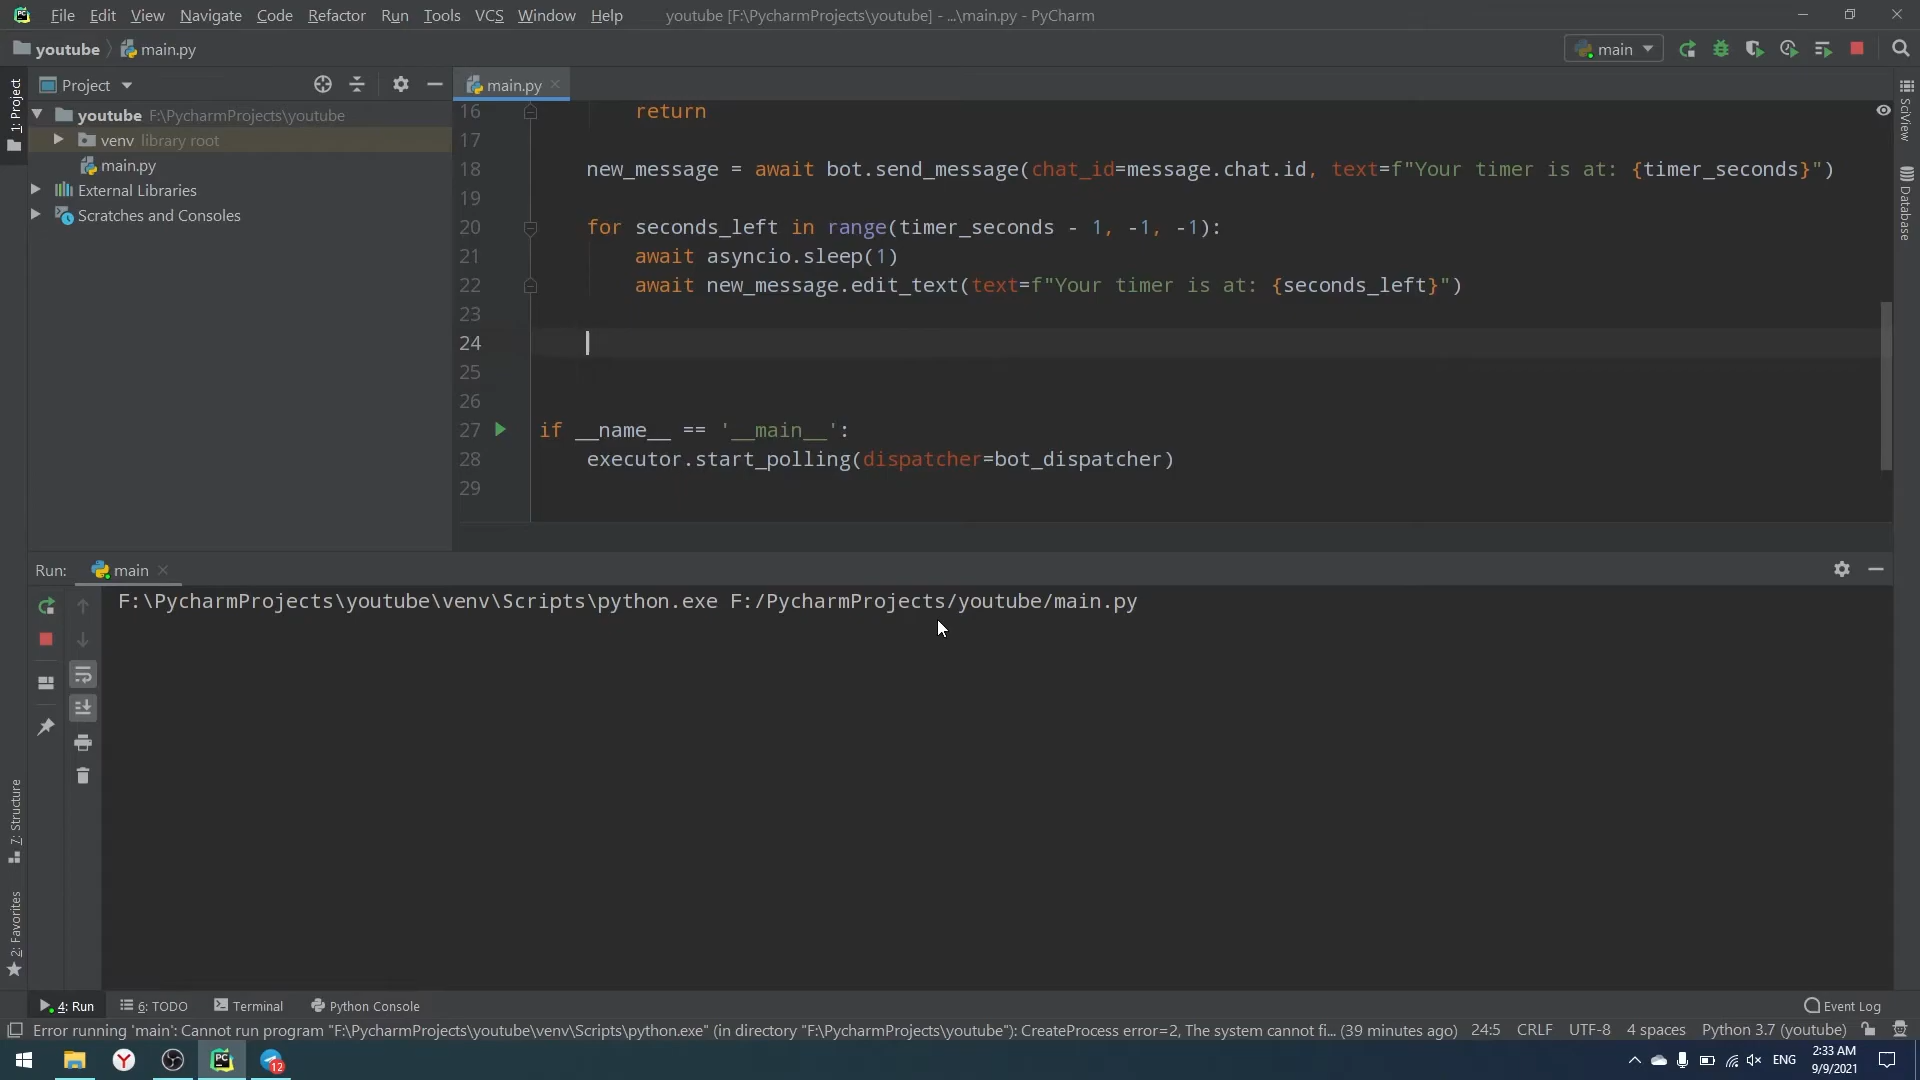 File Edit View Navigate Code Refactor Run Tools VCS Window Help youtube [F:\PycharmProjects\youtube] - ...\main.py - PyCharm
youtube main.py main
Project main.py
1: Project
youtube F:\PycharmProjects\youtube
venv library root
main.py
External Libraries
Scratches and Consoles
16 return
17
18 new_message = await bot.send_message(chat_id=message.chat.id, text=f"Your timer is at: {timer_seconds}")
19
20 for seconds_left in range(timer_seconds - 1, -1, -1):
21 await asyncio.sleep(1)
22 await new_message.edit_text(text=f"Your timer is at: {seconds_left}")
23
24
25
26
27 if __name__ == '__main__':
28 executor.start_polling(dispatcher=bot_dispatcher)
29
SciView
Database
Run: main
F:\PycharmProjects\youtube\venv\Scripts\python.exe F:/PycharmProjects/youtube/main.py
7: Structure
2: Favorites
4: Run 6: TODO Terminal Python Console Event Log
Error running 'main': Cannot run program "F:\PycharmProjects\youtube\venv\Scripts\python.exe" (in directory "F:\PycharmProjects\youtube"): CreateProcess error=2, The system cannot fi... (39 minutes ago) 24:5 CRLF UTF-8 4 spaces Python 3.7 (youtube)
PC 12 ENG 2:33 AM
9/9/2021